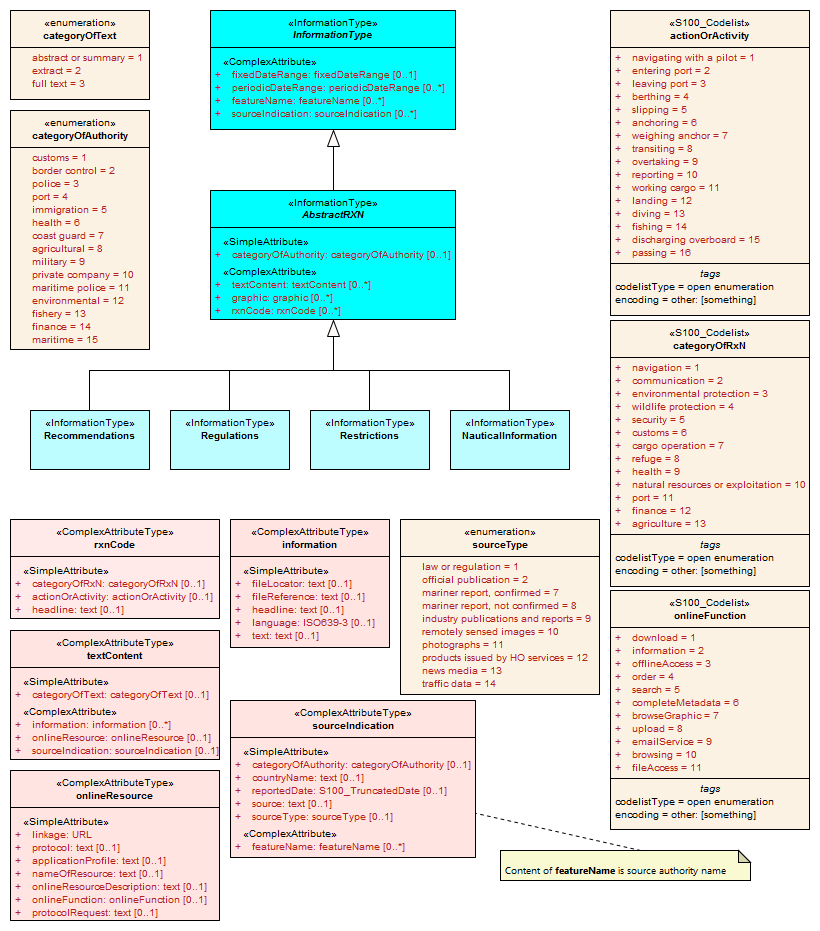 «enumeration»
categoryOfText
abstract or summary = 1
extract = 2
full text = 3
«enumeration»
categoryOfAuthority
customs = 1
border control = 2
police = 3
port = 4
immigration = 5
health = 6
coast guard = 7
agricultural = 8
military = 9
private company = 10
maritime police = 11
environmental = 12
fishery = 13
finance = 14
maritime = 15
«InformationType»
InformationType
«ComplexAttribute»
+ fixedDateRange: fixedDateRange [0..1]
+ periodicDateRange: periodicDateRange [0..*]
+ featureName: featureName [0..*]
+ sourceIndication: sourceIndication [0..*]
«InformationType»
AbstractRXN
«SimpleAttribute»
+ categoryOfAuthority: categoryOfAuthority [0..1]
«ComplexAttribute»
+ textContent: textContent [0..*]
+ graphic: graphic [0..*]
+ rxnCode: rxnCode [0..*]
«InformationType»
Recommendations
«InformationType»
Regulations
«InformationType»
Restrictions
«InformationType»
NauticalInformation
«S100_Codelist»
actionOrActivity
+ navigating with a pilot = 1
+ entering port = 2
+ leaving port = 3
+ berthing = 4
+ slipping = 5
+ anchoring = 6
+ weighing anchor = 7
+ transiting = 8
+ overtaking = 9
+ reporting = 10
+ working cargo = 11
+ landing = 12
+ diving = 13
+ fishing = 14
+ discharging overboard = 15
+ passing = 16
tags
codelistType = open enumeration
encoding = other: [something]
«S100_Codelist»
categoryOfRxN
+ navigation = 1
+ communication = 2
+ environmental protection = 3
+ wildlife protection = 4
+ security = 5
+ customs = 6
+ cargo operation = 7
+ refuge = 8
+ health = 9
+ natural resources or exploitation = 10
+ port = 11
+ finance = 12
+ agriculture = 13
tags
codelistType = open enumeration
encoding = other: [something]
«S100_Codelist»
onlineFunction
+ download = 1
+ information = 2
+ offlineAccess = 3
+ order = 4
+ search = 5
+ completeMetadata = 6
+ browseGraphic = 7
+ upload = 8
+ emailService = 9
+ browsing = 10
+ fileAccess = 11
tags
codelistType = open enumeration
encoding = other: [something]
«ComplexAttributeType»
rxnCode
«SimpleAttribute»
+ categoryOfRxN: categoryOfRxN [0..1]
+ actionOrActivity: actionOrActivity [0..1]
+ headline: text [0..1]
«ComplexAttributeType»
textContent
«SimpleAttribute»
+ categoryOfText: categoryOfText [0..1]
«ComplexAttribute»
+ information: information [0..*]
+ onlineResource: onlineResource [0..1]
+ sourceIndication: sourceIndication [0..1]
«ComplexAttributeType»
onlineResource
«SimpleAttribute»
+ linkage: URL
+ protocol: text [0..1]
+ applicationProfile: text [0..1]
+ nameOfResource: text [0..1]
+ onlineResourceDescription: text [0..1]
+ onlineFunction: onlineFunction [0..1]
+ protocolRequest: text [0..1]
«ComplexAttributeType»
information
«SimpleAttribute»
+ fileLocator: text [0..1]
+ fileReference: text [0..1]
+ headline: text [0..1]
+ language: ISO639-3 [0..1]
+ text: text [0..1]
«enumeration»
sourceType
law or regulation = 1
official publication = 2
mariner report, confirmed = 7
mariner report, not confirmed = 8
industry publications and reports = 9
remotely sensed images = 10
photographs = 11
products issued by HO services = 12
news media = 13
traffic data = 14
«ComplexAttributeType»
sourceIndication
«SimpleAttribute»
+ categoryOfAuthority: categoryOfAuthority [0..1]
+ countryName: text [0..1]
+ reportedDate: S100_TruncatedDate [0..1]
+ source: text [0..1]
+ sourceType: sourceType [0..1]
«ComplexAttribute»
+ featureName: featureName [0..*]
Content of featureName is source authority name